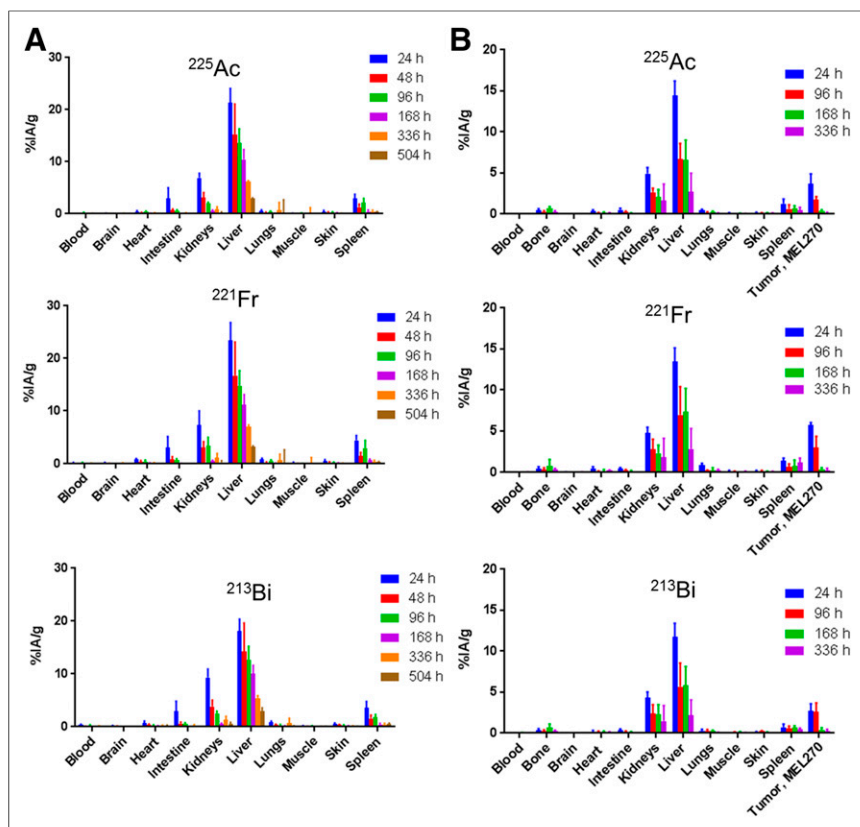 A
²²⁵Ac
%IA/g
30
20
10
0
24 h
48 h
96 h
168 h
336 h
504 h
Blood
Brain
Heart
Intestine
Kidneys
Liver
Lungs
Muscle
Skin
Spleen
²²¹Fr
%IA/g
30
20
10
0
24 h
48 h
96 h
168 h
336 h
504 h
Blood
Brain
Heart
Intestine
Kidneys
Liver
Lungs
Muscle
Skin
Spleen
²¹³Bi
%IA/g
30
20
10
0
24 h
48 h
96 h
168 h
336 h
504 h
Blood
Brain
Heart
Intestine
Kidneys
Liver
Lungs
Muscle
Skin
Spleen
B
²²⁵Ac
%IA/g
20
15
10
5
0
24 h
96 h
168 h
336 h
Blood
Bone
Brain
Heart
Intestine
Kidneys
Liver
Lungs
Muscle
Skin
Spleen
Tumor, MEL270
²²¹Fr
%IA/g
20
15
10
5
0
24 h
96 h
168 h
336 h
Blood
Bone
Brain
Heart
Intestine
Kidneys
Liver
Lungs
Muscle
Skin
Spleen
Tumor, MEL270
²¹³Bi
%IA/g
20
15
10
5
0
24 h
96 h
168 h
336 h
Blood
Bone
Brain
Heart
Intestine
Kidneys
Liver
Lungs
Muscle
Skin
Spleen
Tumor, MEL270